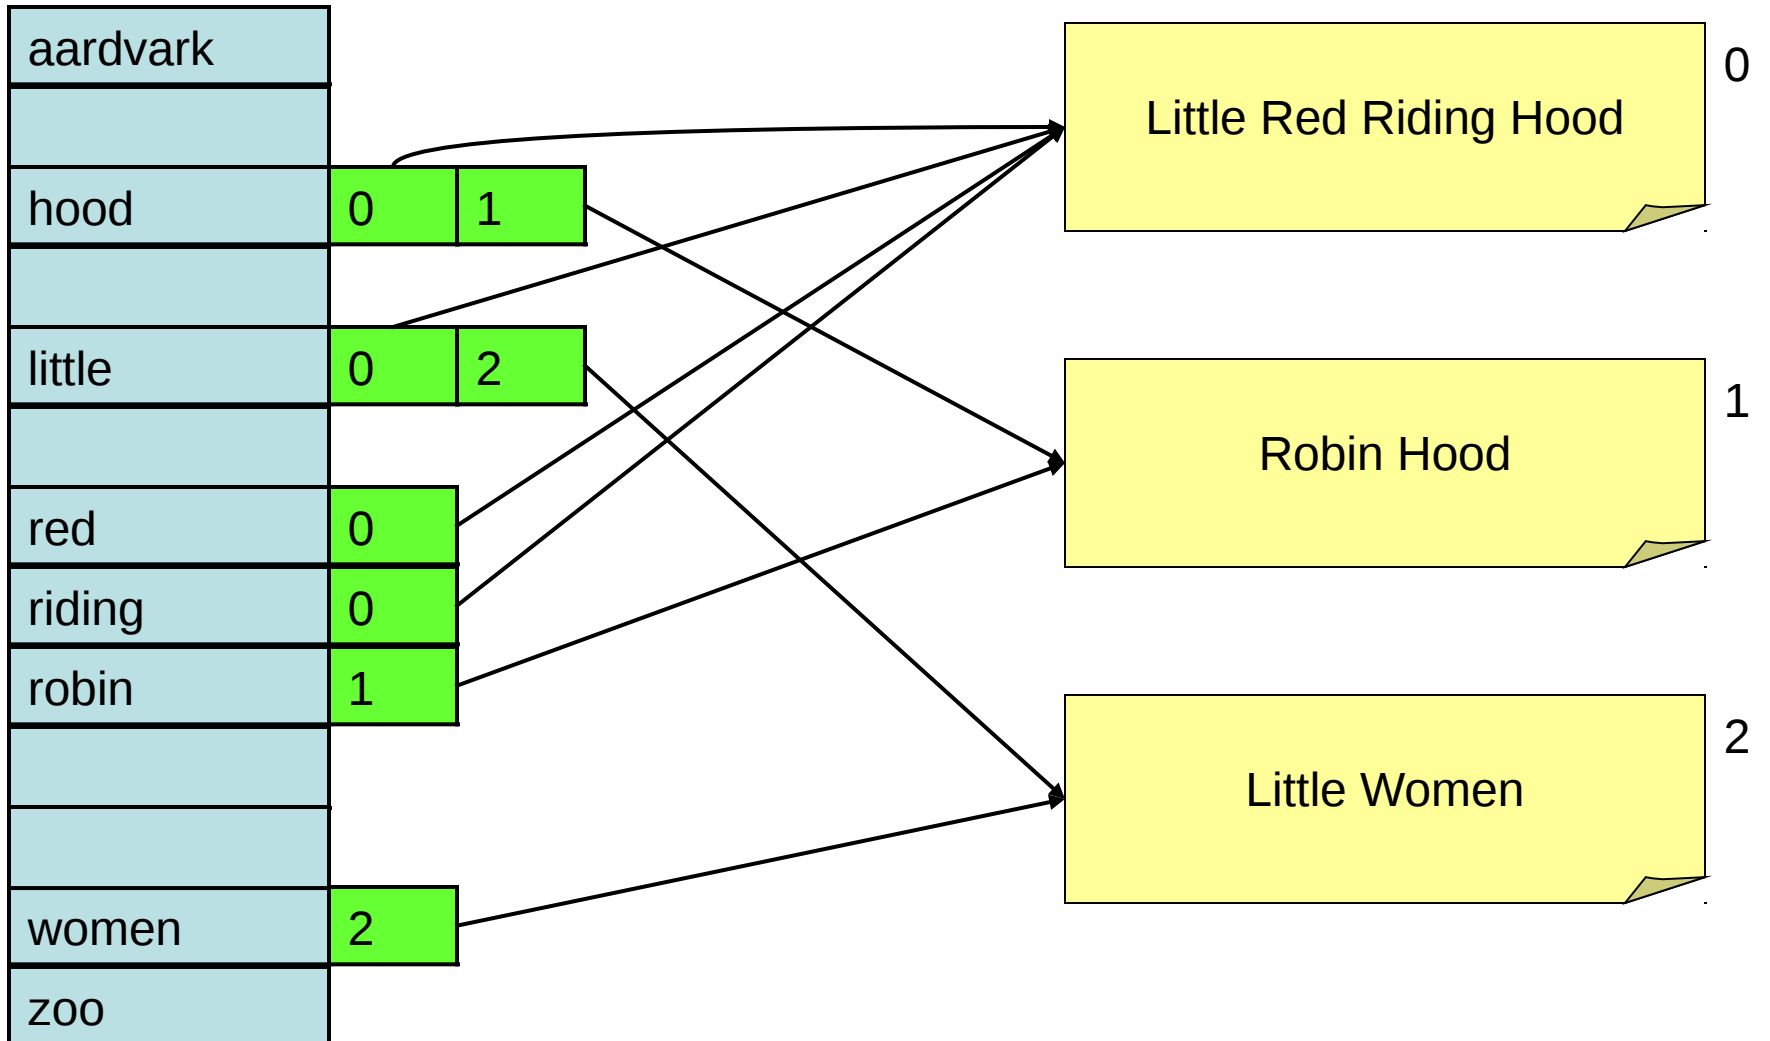 aardvark
hood 0 1
little 0 2
red 0
riding 0
robin 1
women 2
zoo
Little Red Riding Hood 0
Robin Hood 1
Little Women 2